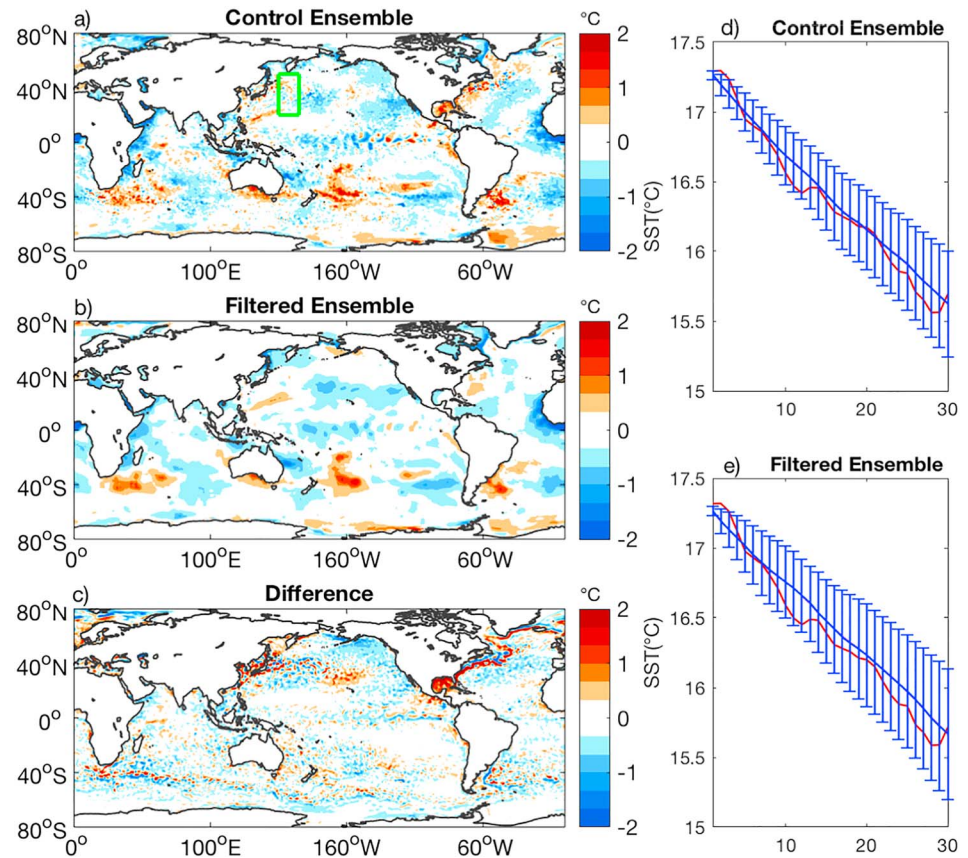 a) Control Ensemble °C
80°N
40°N
0°
40°S
80°S
0° 100°E 160°W 60°W
2
1
0
-1
-2
b) Filtered Ensemble °C
80°N
40°N
0°
40°S
80°S
0° 100°E 160°W 60°W
2
1
0
-1
-2
c) Difference °C
80°N
40°N
0°
40°S
80°S
0° 100°E 160°W 60°W
2
1
0
-1
-2
d) Control Ensemble
17.5
17
16.5
16
15.5
15
SST(°C)
10 20 30
e) Filtered Ensemble
17.5
17
16.5
16
15.5
15
SST(°C)
10 20 30